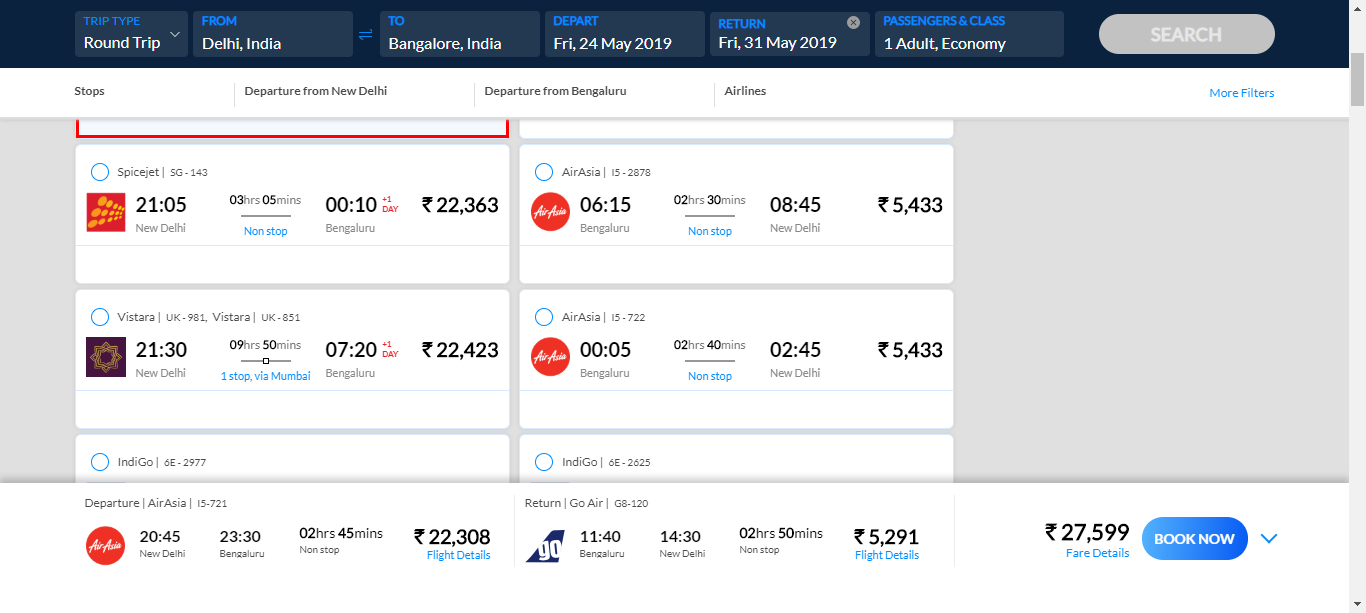 TRIP TYPE
Round Trip
FROM
Delhi, India
TO
Bangalore, India
DEPART
Fri, 24 May 2019
RETURN
Fri, 31 May 2019
PASSENGERS & CLASS
1 Adult, Economy
SEARCH
Stops
Departure from New Delhi
Departure from Bengaluru
Airlines
More Filters
Spicejet | SG - 143
21:05
New Delhi
03hrs 05mins
Non stop
00:10 +1 DAY
Bengaluru
₹ 22,363
AirAsia | I5 - 2878
AirAsia
06:15
Bengaluru
02hrs 30mins
Non stop
08:45
New Delhi
₹ 5,433
Vistara | UK - 981, Vistara | UK - 851
21:30
New Delhi
09hrs 50mins
1 stop, via Mumbai
07:20 +1 DAY
Bengaluru
₹ 22,423
AirAsia | I5 - 722
AirAsia
00:05
Bengaluru
02hrs 40mins
Non stop
02:45
New Delhi
₹ 5,433
IndiGo | 6E - 2977
IndiGo | 6E - 2625
Departure | AirAsia | I5-721
AirAsia
20:45
New Delhi
23:30
Bengaluru
02hrs 45mins
Non stop
₹ 22,308
Flight Details
Return | Go Air | G8-120
go
11:40
Bengaluru
14:30
New Delhi
02hrs 50mins
Non stop
₹ 5,291
Flight Details
₹ 27,599
Fare Details
BOOK NOW